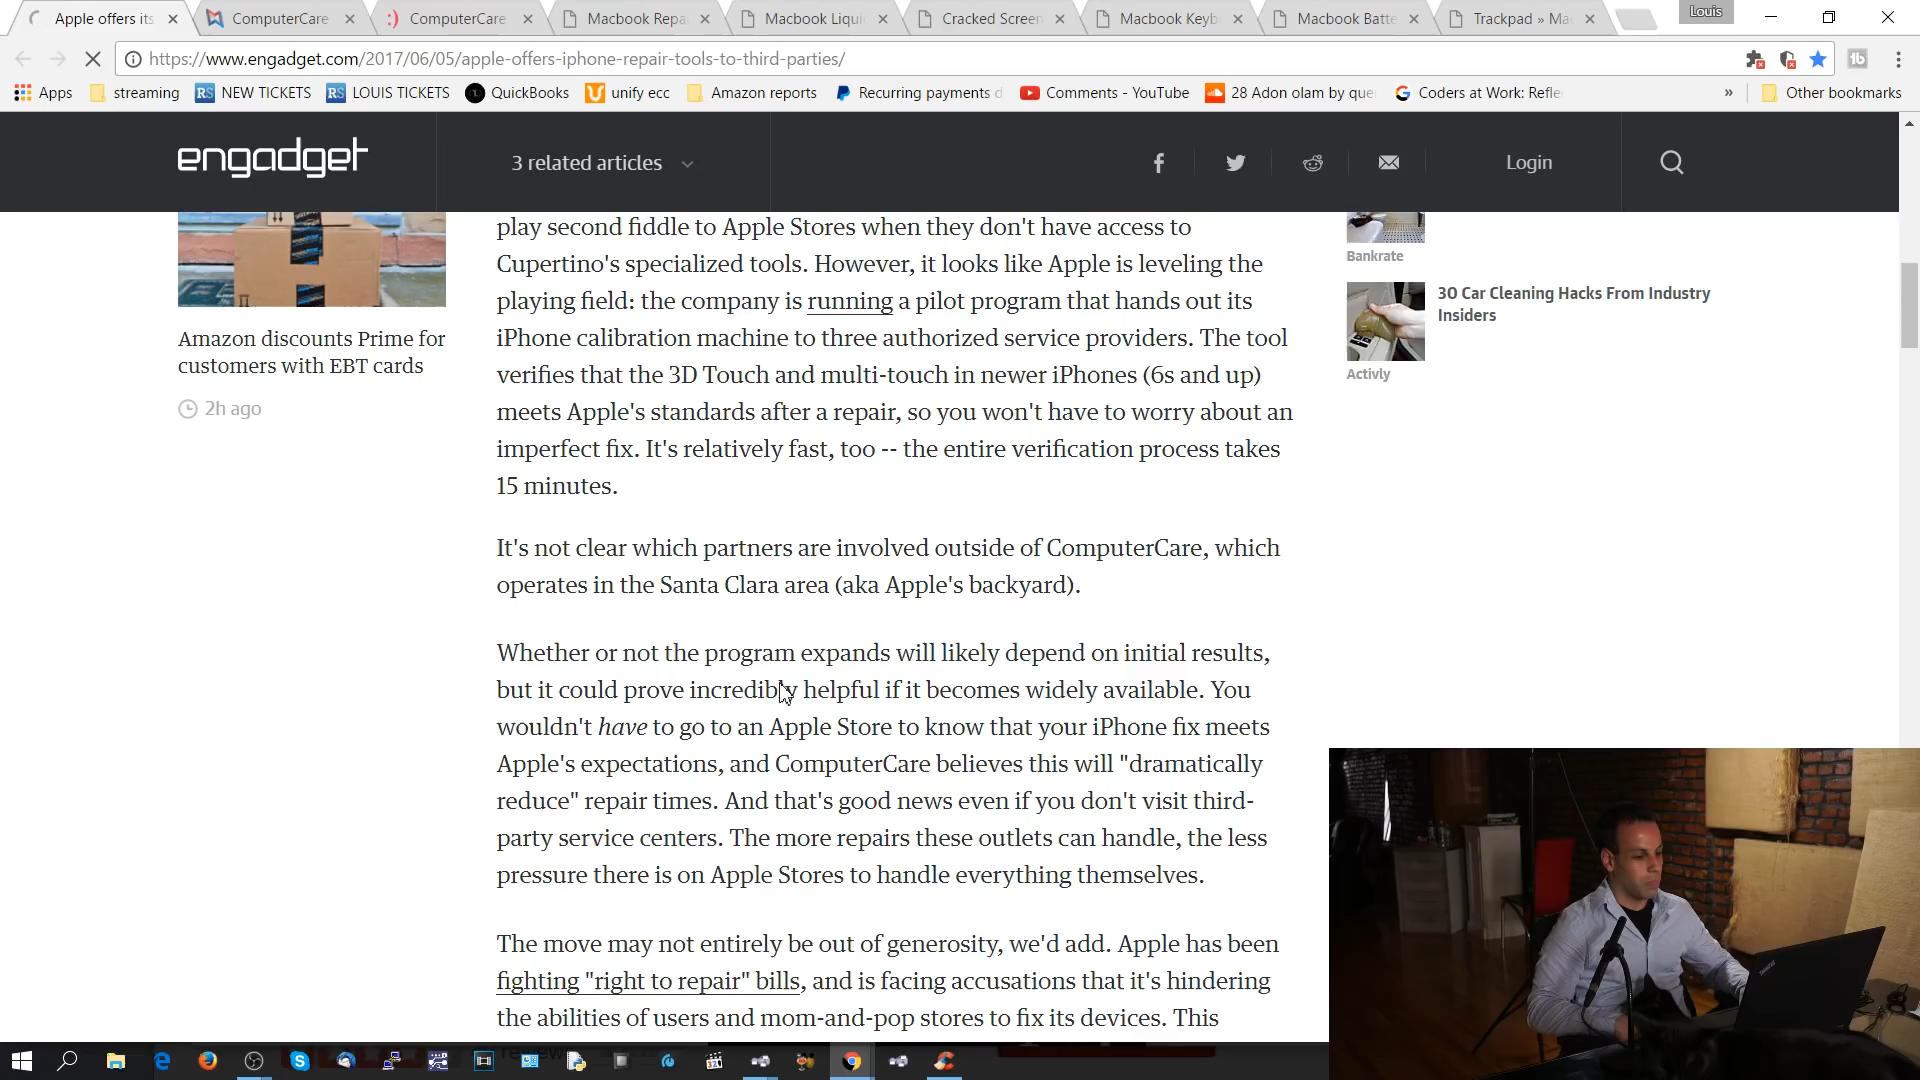 Apple offers its
ComputerCare
ComputerCare
Macbook Repa
Macbook Liqui
Cracked Screen
Macbook Keyb
Macbook Batte
Trackpad » Ma
Louis
https://www.engadget.com/2017/06/05/apple-offers-iphone-repair-tools-to-third-parties/
Apps
streaming
NEW TICKETS
LOUIS TICKETS
QuickBooks
unify ecc
Amazon reports
Recurring payments
Comments - YouTube
28 Adon olam by que
Coders at Work: Refle
»
Other bookmarks
engadget
3 related articles
Login
play second fiddle to Apple Stores when they don't have access to
Cupertino's specialized tools. However, it looks like Apple is leveling the
playing field: the company is running a pilot program that hands out its
iPhone calibration machine to three authorized service providers. The tool
verifies that the 3D Touch and multi-touch in newer iPhones (6s and up)
meets Apple's standards after a repair, so you won't have to worry about an
imperfect fix. It's relatively fast, too -- the entire verification process takes
15 minutes.
It's not clear which partners are involved outside of ComputerCare, which
operates in the Santa Clara area (aka Apple's backyard).
Whether or not the program expands will likely depend on initial results,
but it could prove incredibly helpful if it becomes widely available. You
wouldn't have to go to an Apple Store to know that your iPhone fix meets
Apple's expectations, and ComputerCare believes this will "dramatically
reduce" repair times. And that's good news even if you don't visit third-
party service centers. The more repairs these outlets can handle, the less
pressure there is on Apple Stores to handle everything themselves.
The move may not entirely be out of generosity, we'd add. Apple has been
fighting "right to repair" bills, and is facing accusations that it's hindering
the abilities of users and mom-and-pop stores to fix its devices. This
Amazon discounts Prime for
customers with EBT cards
2h ago
Bankrate
30 Car Cleaning Hacks From Industry
Insiders
Activly
ThinkPad